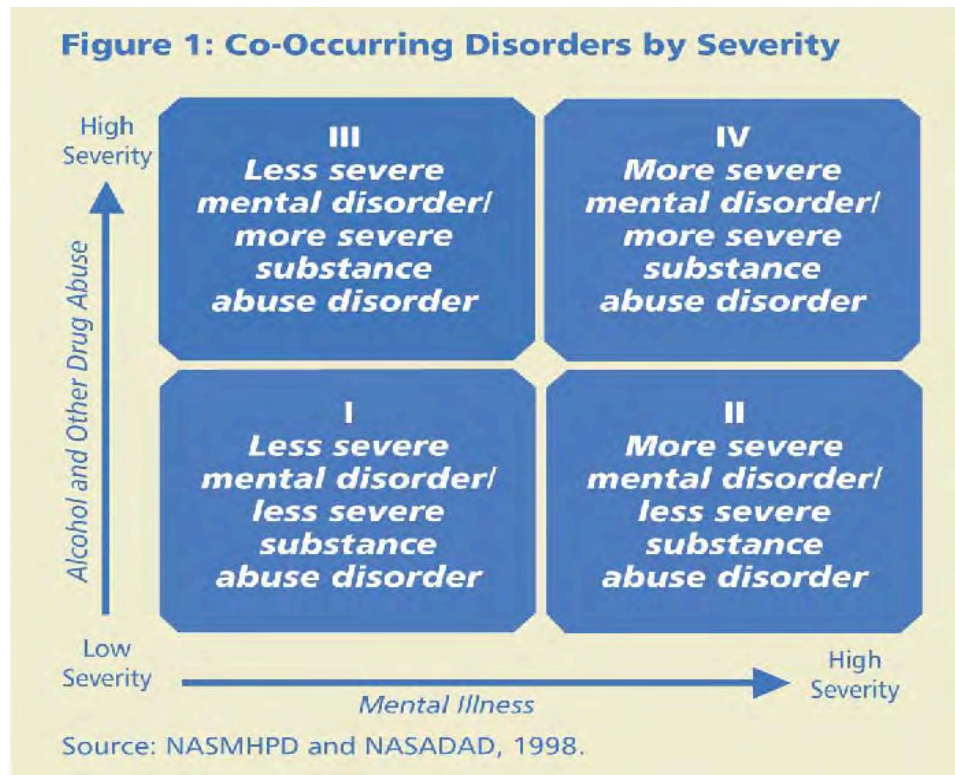 Figure 1: Co-Occurring Disorders by Severity
High
Severity
Alcohol and Other Drug Abuse
III
Less severe
mental disorder/
more severe
substance
abuse disorder
IV
More severe
mental disorder/
more severe
substance
abuse disorder
I
Less severe
mental disorder/
less severe
substance
abuse disorder
II
More severe
mental disorder/
less severe
substance
abuse disorder
Low
Severity
Mental Illness
High
Severity
Source: NASMHPD and NASADAD, 1998.